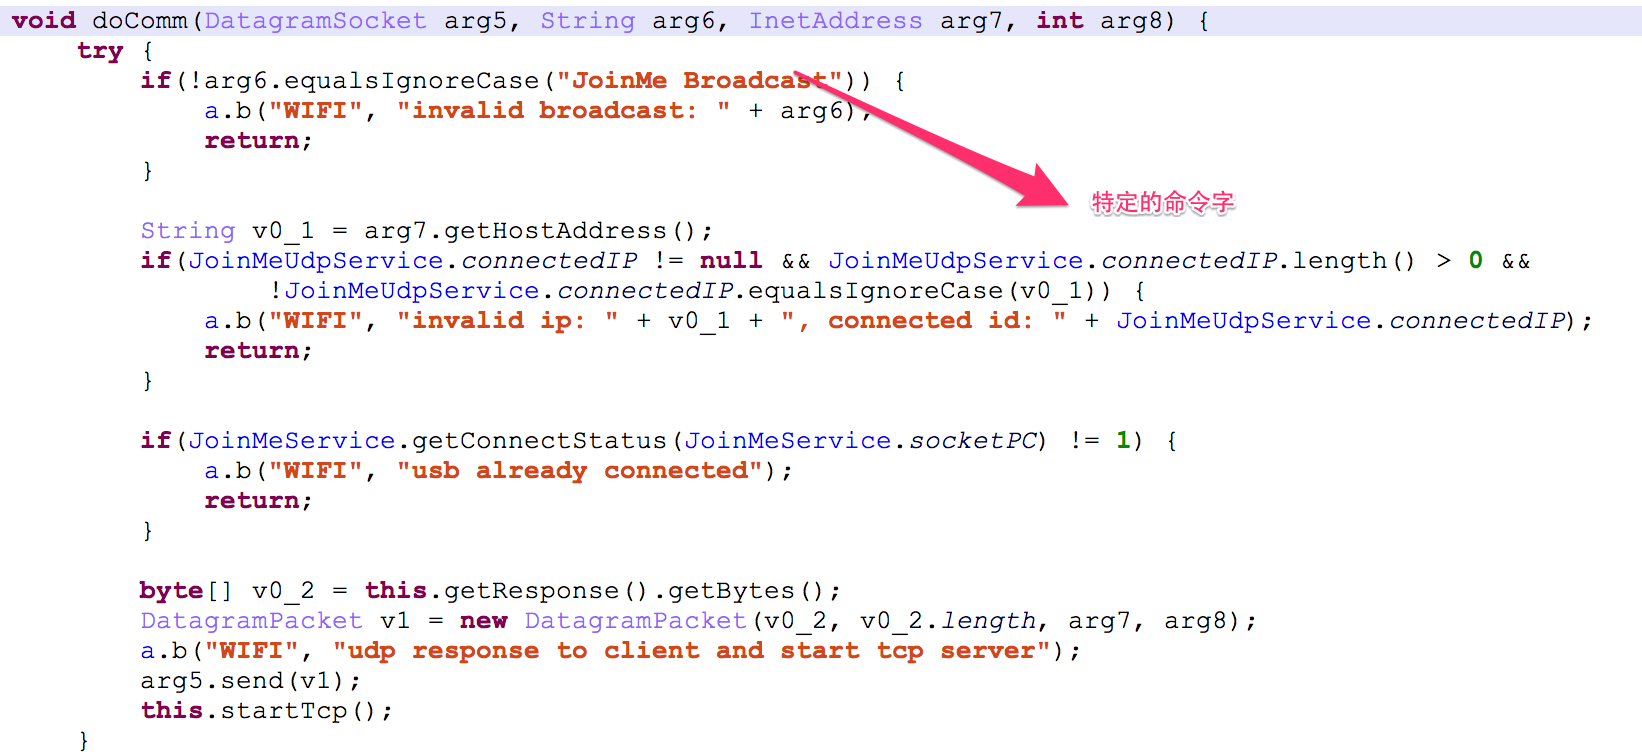 void doComm(DatagramSocket arg5, String arg6, InetAddress arg7, int arg8) {
    try {
        if(!arg6.equalsIgnoreCase("JoinMe Broadcast")) {
            a.b("WIFI", "invalid broadcast: " + arg6);
            return;
        }
特定的命令字
        String v0_1 = arg7.getHostAddress();
        if(JoinMeUdpService.connectedIP != null && JoinMeUdpService.connectedIP.length() > 0 &&
                !JoinMeUdpService.connectedIP.equalsIgnoreCase(v0_1)) {
            a.b("WIFI", "invalid ip: " + v0_1 + ", connected id: " + JoinMeUdpService.connectedIP);
            return;
        }
        if(JoinMeService.getConnectStatus(JoinMeService.socketPC) != 1) {
            a.b("WIFI", "usb already connected");
            return;
        }
        byte[] v0_2 = this.getResponse().getBytes();
        DatagramPacket v1 = new DatagramPacket(v0_2, v0_2.length, arg7, arg8);
        a.b("WIFI", "udp response to client and start tcp server");
        arg5.send(v1);
        this.startTcp();
    }